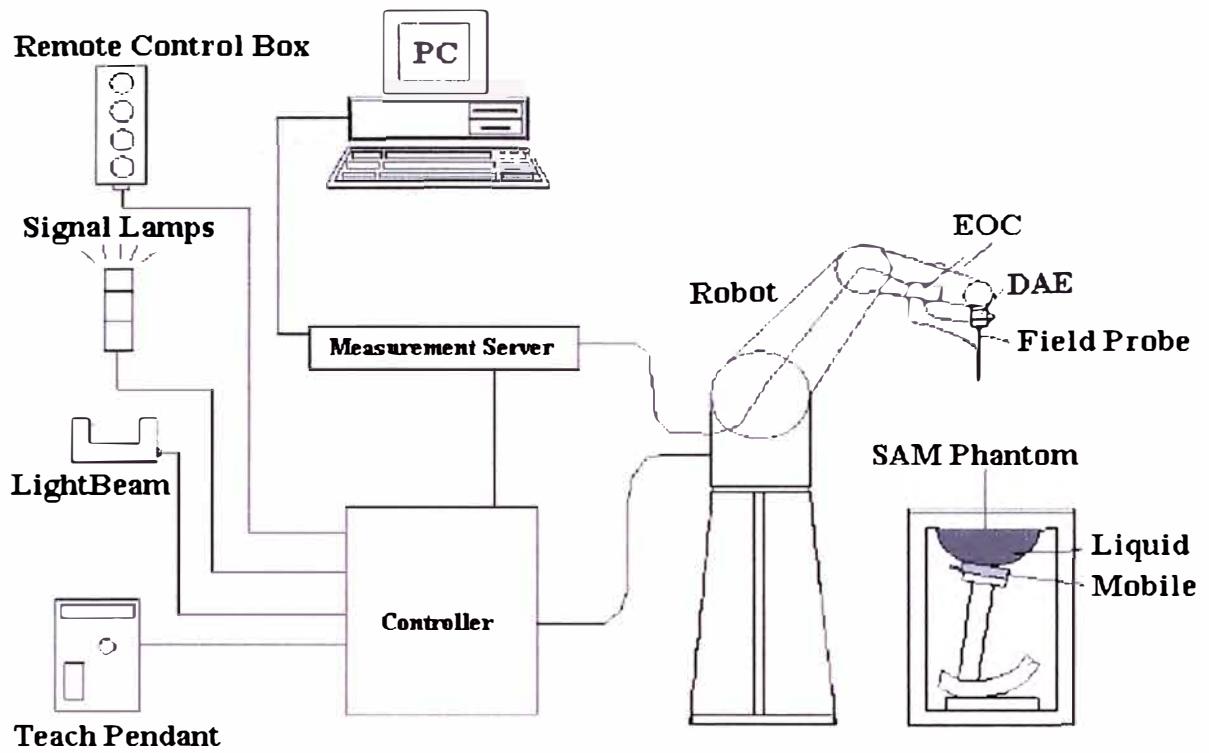 Remote Control Box
PC
Signal Lamps
EOC
DAE
Robot
Field Probe
Measurement Server
SAM Phantom
LightBeam
Liquid
Mobile
Controller
Teach Pendant